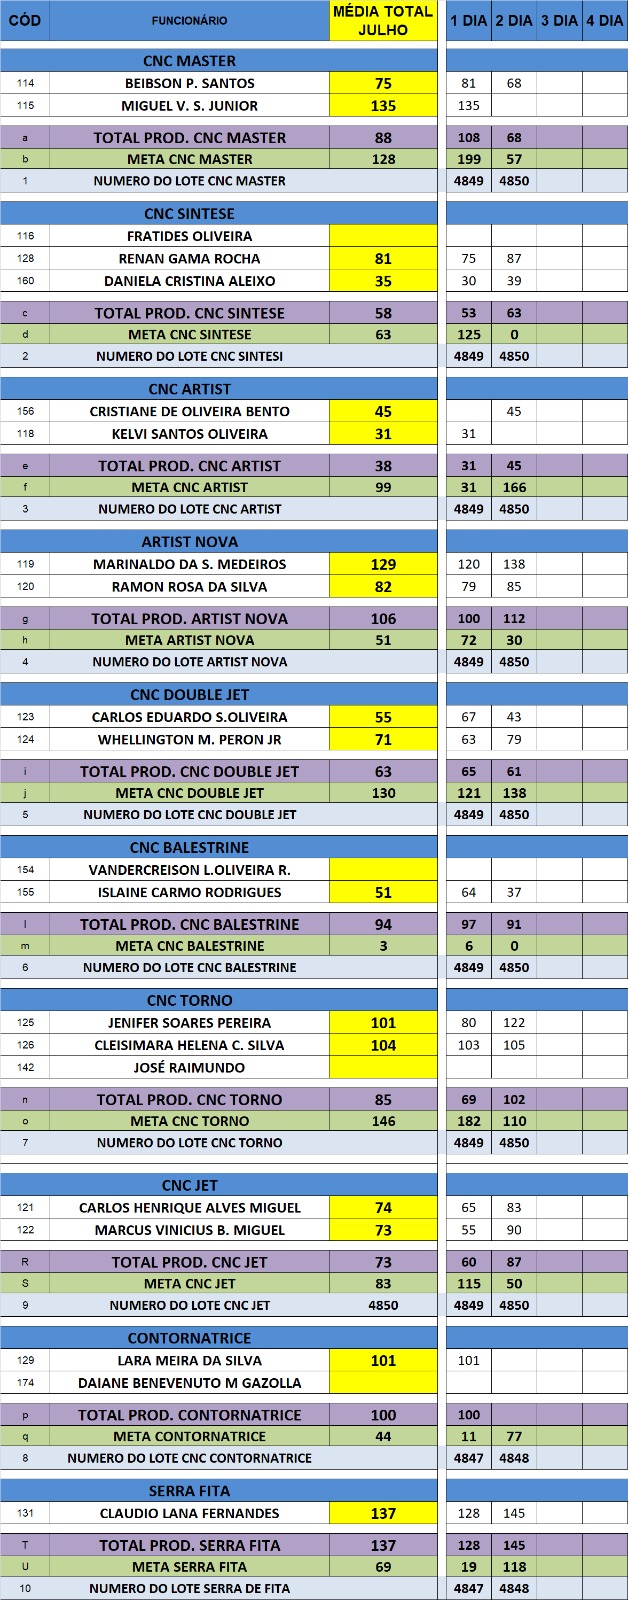 CÓD FUNCIONÁRIO MÉDIA TOTAL JULHO 1 DIA 2 DIA 3 DIA 4 DIA
CNC MASTER
114 BEIBSON P. SANTOS 75 81 68
115 MIGUEL V. S. JUNIOR 135 135
a TOTAL PROD. CNC MASTER 88 108 68
b META CNC MASTER 128 199 57
1 NUMERO DO LOTE CNC MASTER 4849 4850
CNC SINTESE
116 FRATIDES OLIVEIRA
128 RENAN GAMA ROCHA 81 75 87
160 DANIELA CRISTINA ALEIXO 35 30 39
c TOTAL PROD. CNC SINTESE 58 53 63
d META CNC SINTESE 63 125 0
2 NUMERO DO LOTE CNC SINTESI 4849 4850
CNC ARTIST
156 CRISTIANE DE OLIVEIRA BENTO 45 45
118 KELVI SANTOS OLIVEIRA 31 31
e TOTAL PROD. CNC ARTIST 38 31 45
f META CNC ARTIST 99 31 166
3 NUMERO DO LOTE CNC ARTIST 4849 4850
ARTIST NOVA
119 MARINALDO DA S. MEDEIROS 129 120 138
120 RAMON ROSA DA SILVA 82 79 85
g TOTAL PROD. ARTIST NOVA 106 100 112
h META ARTIST NOVA 51 72 30
4 NUMERO DO LOTE ARTIST NOVA 4849 4850
CNC DOUBLE JET
123 CARLOS EDUARDO S.OLIVEIRA 55 67 43
124 WHELLINGTON M. PERON JR 71 63 79
i TOTAL PROD. CNC DOUBLE JET 63 65 61
j META CNC DOUBLE JET 130 121 138
5 NUMERO DO LOTE CNC DOUBLE JET 4849 4850
CNC BALESTRINE
154 VANDERCREISON L.OLIVEIRA R.
155 ISLAINE CARMO RODRIGUES 51 64 37
l TOTAL PROD. CNC BALESTRINE 94 97 91
m META CNC BALESTRINE 3 6 0
6 NUMERO DO LOTE CNC BALESTRINE 4849 4850
CNC TORNO
125 JENIFER SOARES PEREIRA 101 80 122
126 CLEISIMARA HELENA C. SILVA 104 103 105
142 JOSÉ RAIMUNDO
n TOTAL PROD. CNC TORNO 85 69 102
o META CNC TORNO 146 182 110
7 NUMERO DO LOTE CNC TORNO 4849 4850
CNC JET
121 CARLOS HENRIQUE ALVES MIGUEL 74 65 83
122 MARCUS VINICIUS B. MIGUEL 73 55 90
R TOTAL PROD. CNC JET 73 60 87
S META CNC JET 83 115 50
9 NUMERO DO LOTE CNC JET 4850 4849 4850
CONTORNATRICE
129 LARA MEIRA DA SILVA 101 101
174 DAIANE BENEVENUTO M GAZOLLA
p TOTAL PROD. CONTORNATRICE 100 100
q META CONTORNATRICE 44 11 77
8 NUMERO DO LOTE CNC CONTORNATRICE 4847 4848
SERRA FITA
131 CLAUDIO LANA FERNANDES 137 128 145
T TOTAL PROD. SERRA FITA 137 128 145
U META SERRA FITA 69 19 118
10 NUMERO DO LOTE SERRA DE FITA 4847 4848